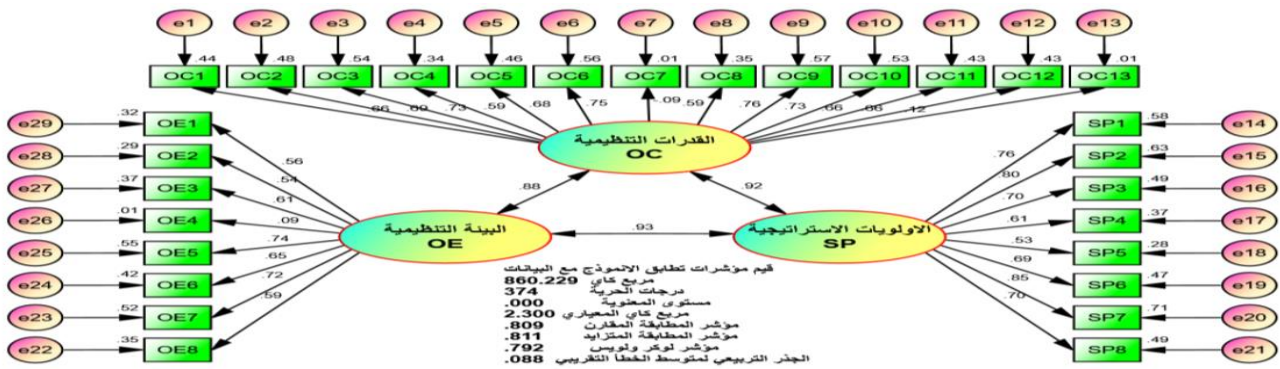 e1 e2 e3 e4 e5 e6 e7 e8 e9 e10 e11 e12 e13
.44 .48 .54 .34 .46 .56 .01 .35 .57 .53 .43 .43 .01
OC1 OC2 OC3 OC4 OC5 OC6 OC7 OC8 OC9 OC10 OC11 OC12 OC13
.66 .69 .73 .59 .68 .75 .09 .59 .76 .73 .66 .66 .12
القدرات التنظيمية
OC
.88
.92
e29 .32 OE1 .56
e28 .29 OE2 .54
e27 .37 OE3 .61
e26 .01 OE4 .09
e25 .55 OE5 .74
e24 .42 OE6 .65
e23 .52 OE7 .72
e22 .35 OE8 .59
البيئة التنظيمية
OE
.93
الاولويات الاستراتيجية
SP
.76 SP1 .58 e14
.80 SP2 .63 e15
.70 SP3 .49 e16
.61 SP4 .37 e17
.53 SP5 .28 e18
.69 SP6 .47 e19
.85 SP7 .71 e20
.70 SP8 .49 e21
قيم مؤشرات تطابق الانموذج مع البيانات
مربع كاي 860.229
درجات الحرية 374
مستوى المعنوية .000
مربع كاي المعياري 2.300
مؤشر المطابقة المقارن .809
مؤشر المطابقة المتزايد .811
مؤشر لوكر ولويس .792
الجذر التربيعي لمتوسط الخطأ التقريبي .088